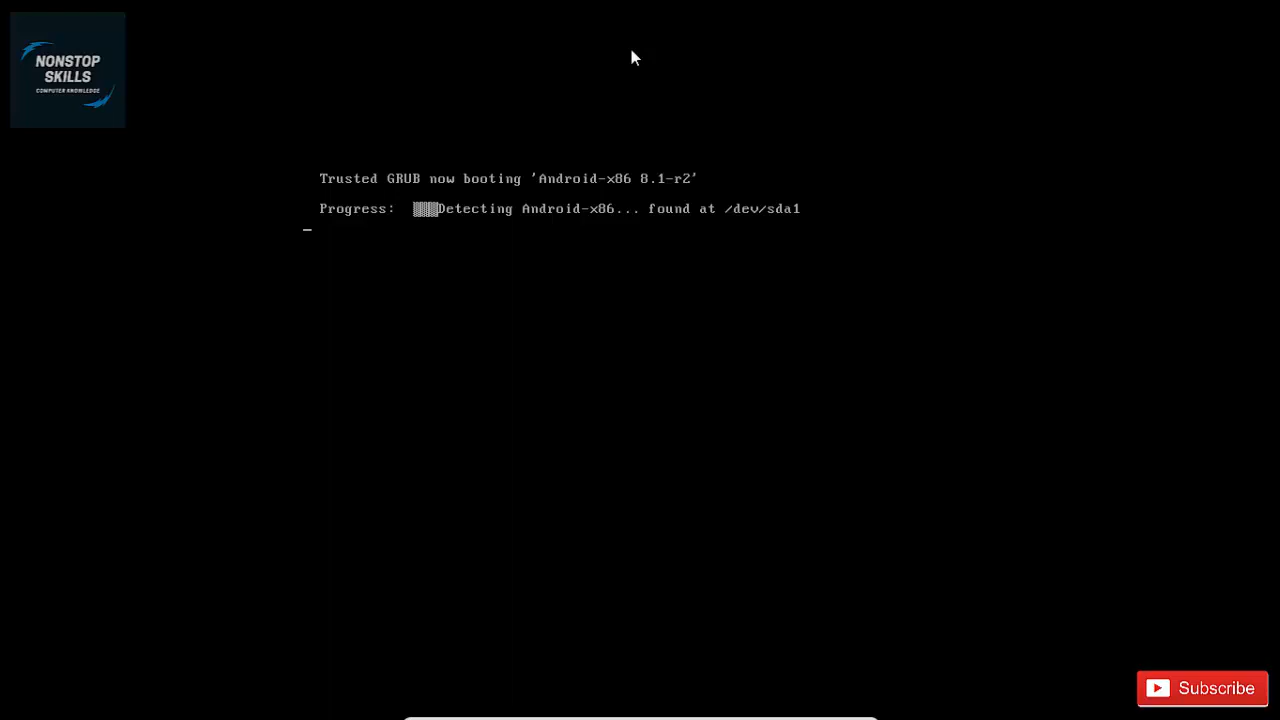 NONSTOP
SKILLS
COMPUTER KNOWLEDGE
Trusted GRUB now booting 'Android-x86 8.1-r2'
Progress: ▒▒▒Detecting Android-x86... found at /dev/sda1
_
Subscribe